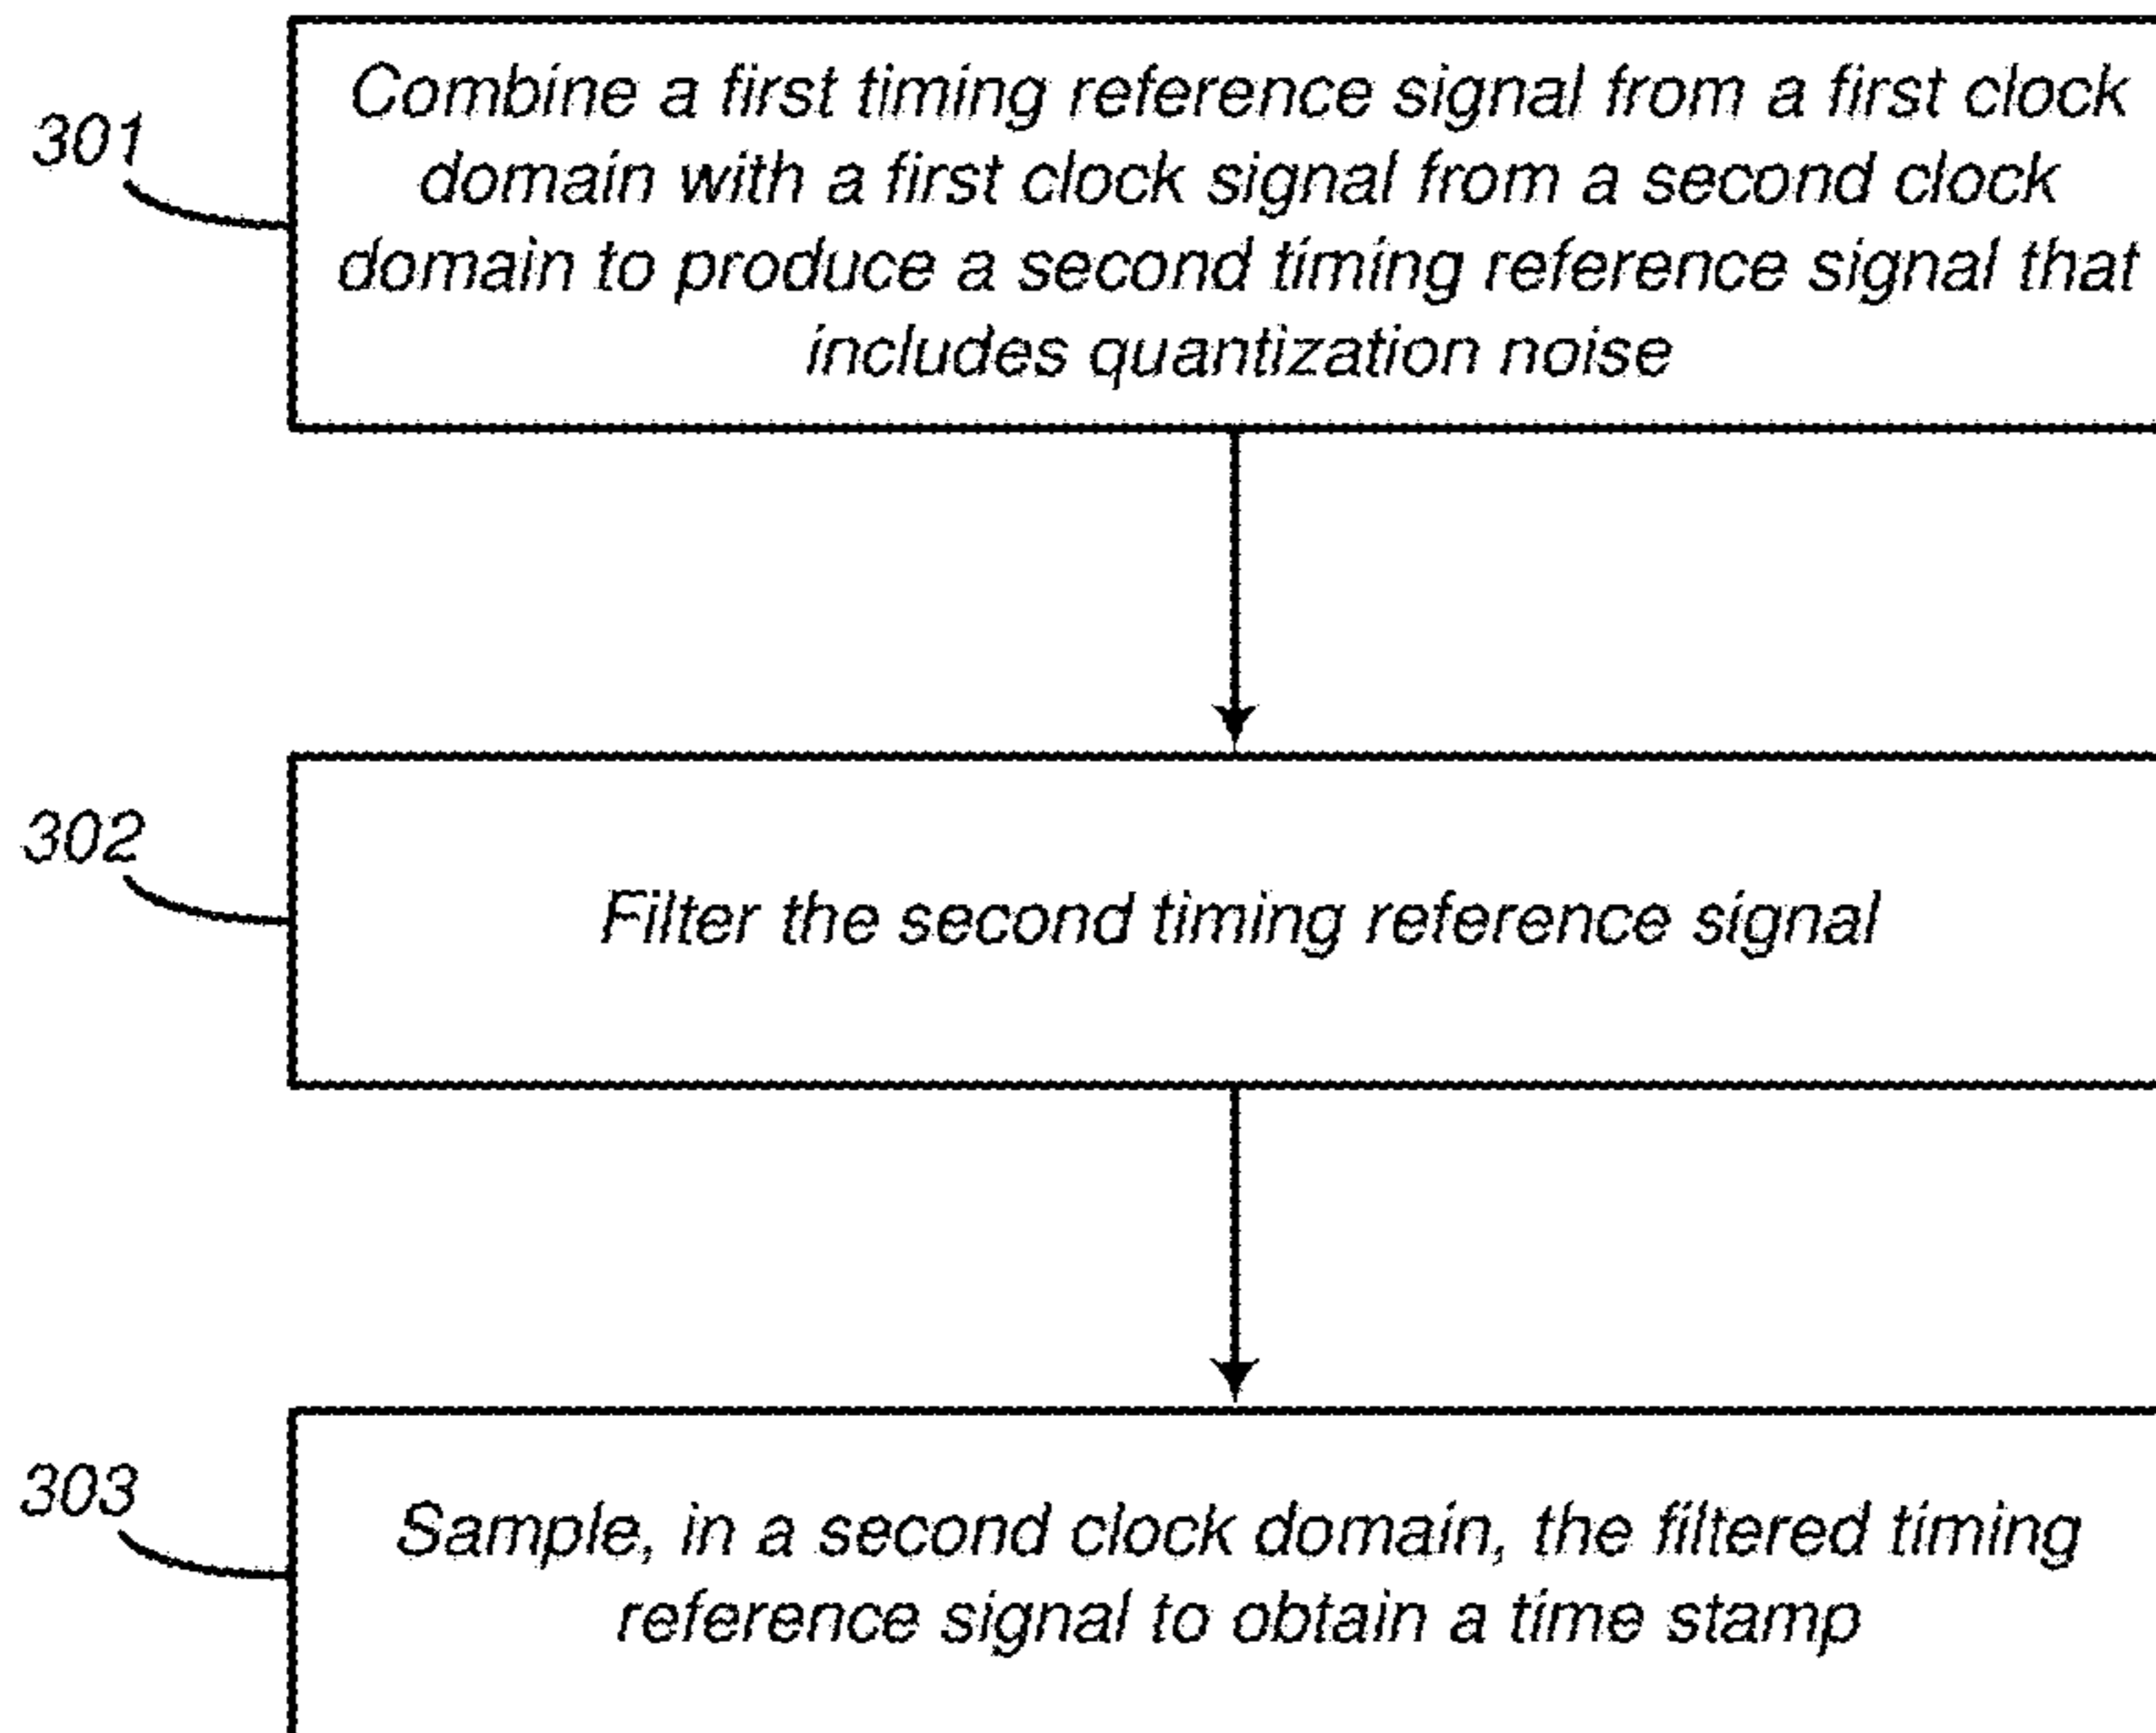 301
Combine a first timing reference signal from a first clock
domain with a first clock signal from a second clock
domain to produce a second timing reference signal that
includes quantization noise
302
Filter the second timing reference signal
303
Sample, in a second clock domain, the filtered timing
reference signal to obtain a time stamp